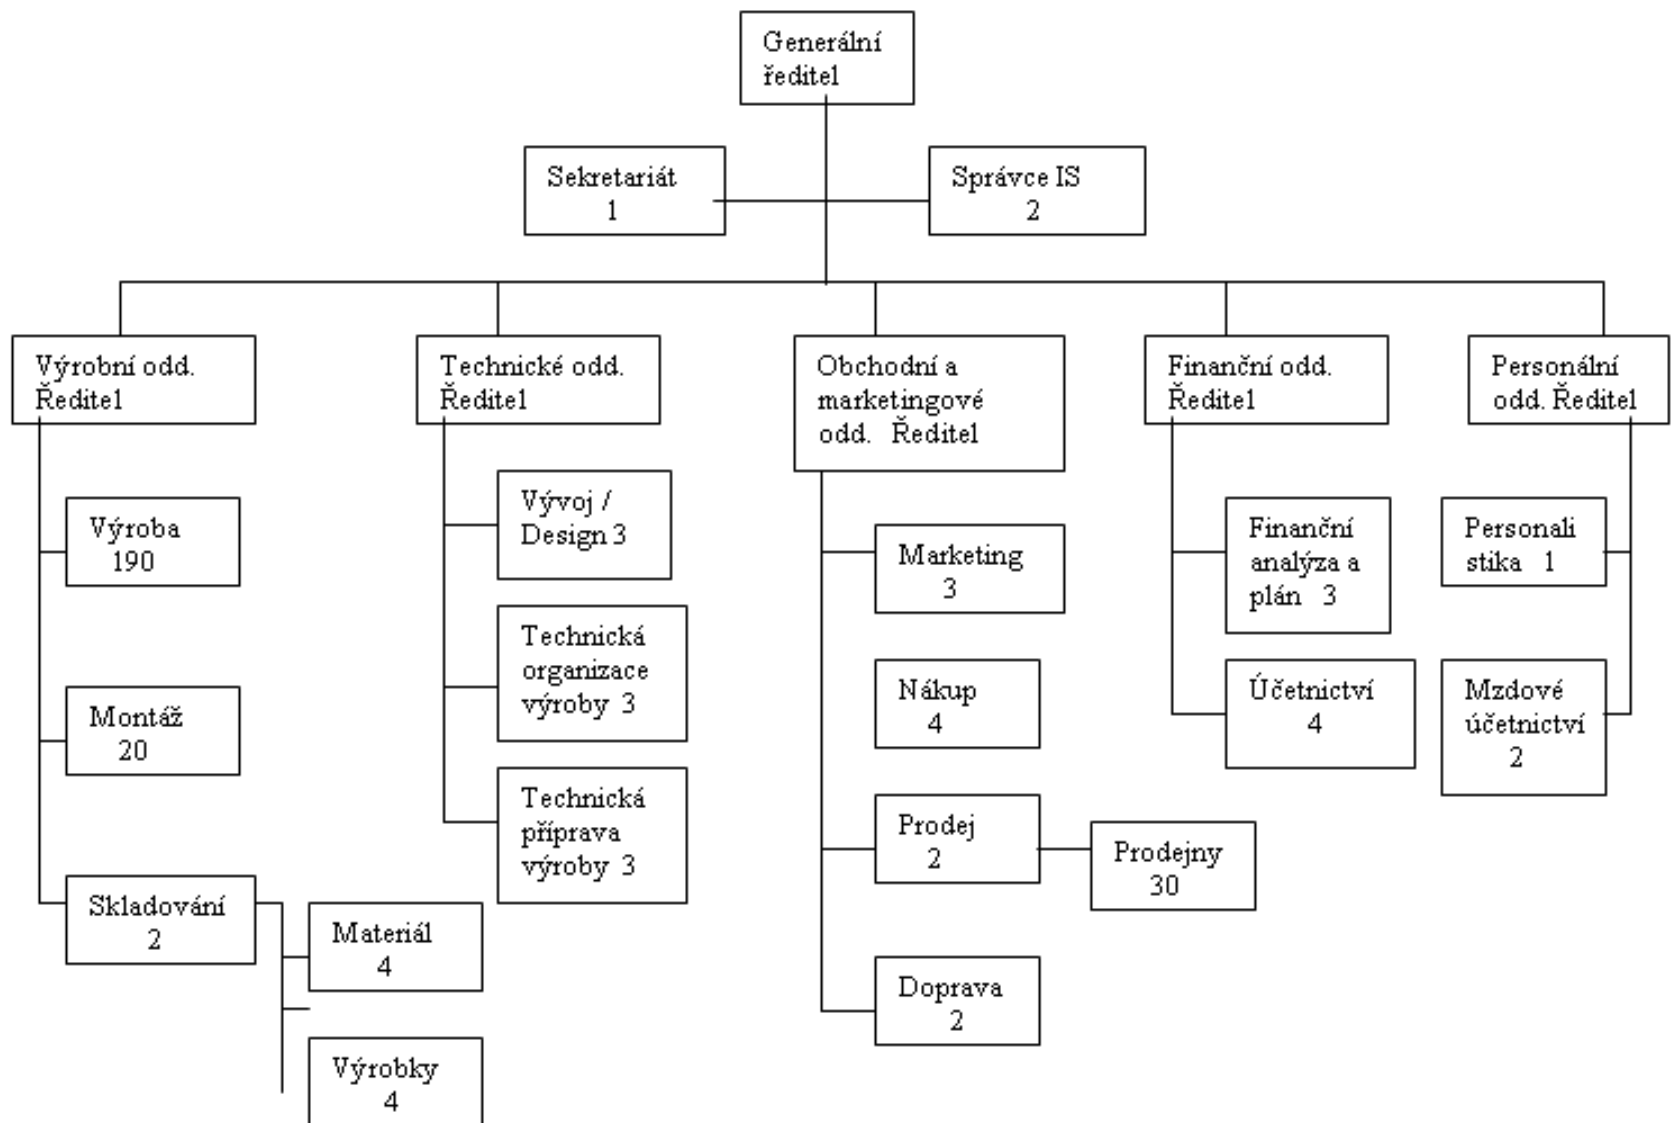 Generální
ředitel
Sekretariát
1
Správce IS
2
Výrobní odd.
Ředitel
Technické odd.
Ředitel
Obchodní a
marketingové
odd. Ředitel
Finanční odd.
Ředitel
Personální
odd. Ředitel
Výroba
190
Montáž
20
Skladování
2
Materiál
4
Výrobky
4
Vývoj /
Design 3
Technická
organizace
výroby 3
Technická
příprava
výroby 3
Marketing
3
Nákup
4
Prodej
2
Prodejny
30
Doprava
2
Finanční
analýza a
plán 3
Účetnictví
4
Personali
stika 1
Mzdové
účetnictví
2